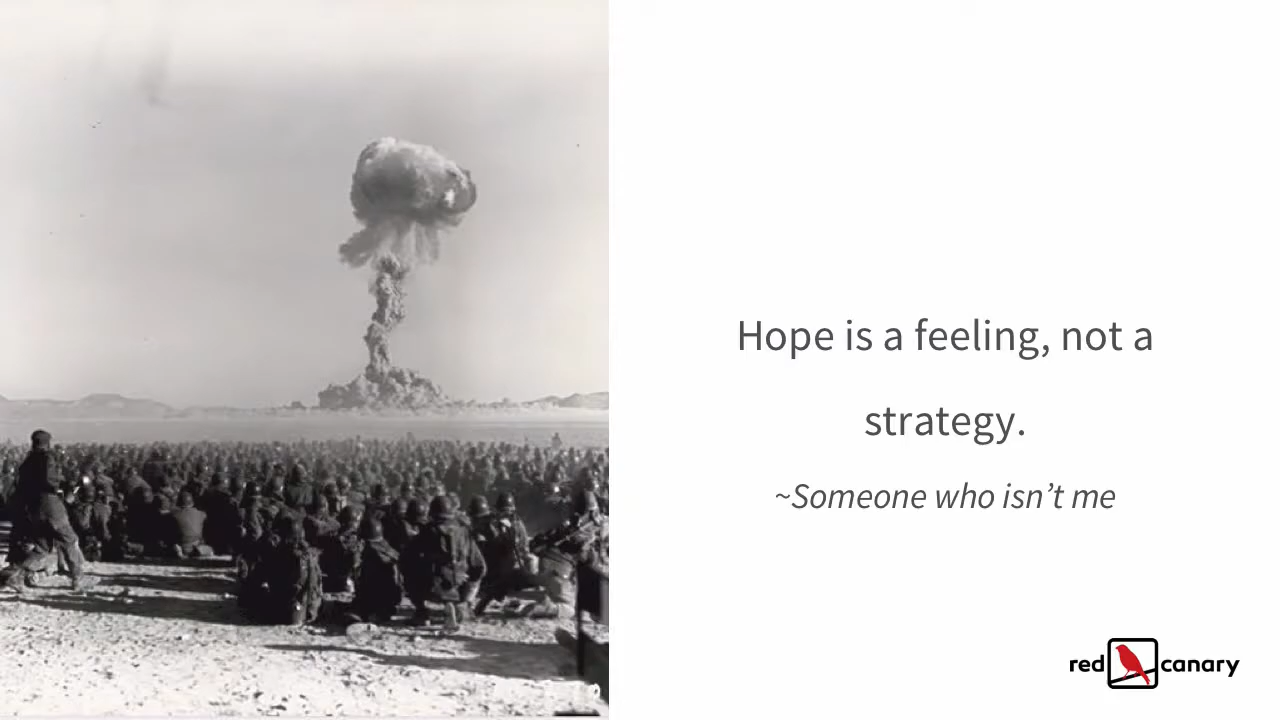 Hope is a feeling, not a
strategy.
~Someone who isn’t me
red canary